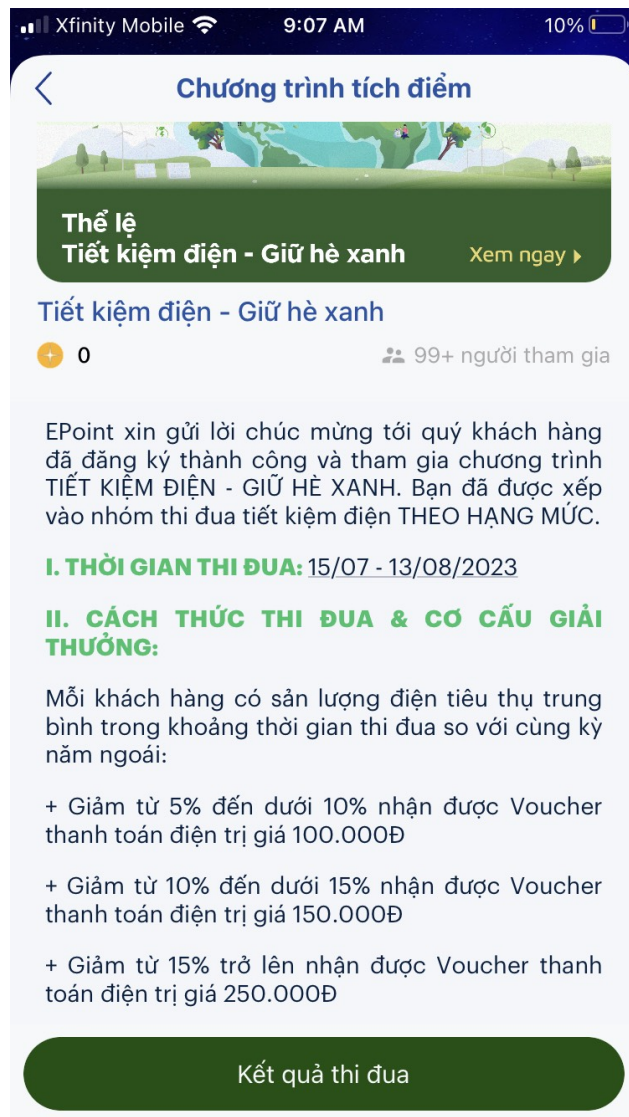 Xfinity Mobile 9:07 AM 10%
Chương trình tích điểm
Thể lệ
Tiết kiệm điện - Giữ hè xanh Xem ngay
Tiết kiệm điện - Giữ hè xanh
0 99+ người tham gia
EPoint xin gửi lời chúc mừng tới quý khách hàng
đã đăng ký thành công và tham gia chương trình
TIẾT KIỆM ĐIỆN - GIỮ HÈ XANH. Bạn đã được xếp
vào nhóm thi đua tiết kiệm điện THEO HẠNG MỨC.
I. THỜI GIAN THI ĐUA: 15/07 - 13/08/2023
II. CÁCH THỨC THI ĐUA & CƠ CẤU GIẢI
THƯỞNG:
Mỗi khách hàng có sản lượng điện tiêu thụ trung
bình trong khoảng thời gian thi đua so với cùng kỳ
năm ngoái:
+ Giảm từ 5% đến dưới 10% nhận được Voucher
thanh toán điện trị giá 100.000Đ
+ Giảm từ 10% đến dưới 15% nhận được Voucher
thanh toán điện trị giá 150.000Đ
+ Giảm từ 15% trở lên nhận được Voucher thanh
toán điện trị giá 250.000Đ
Kết quả thi đua